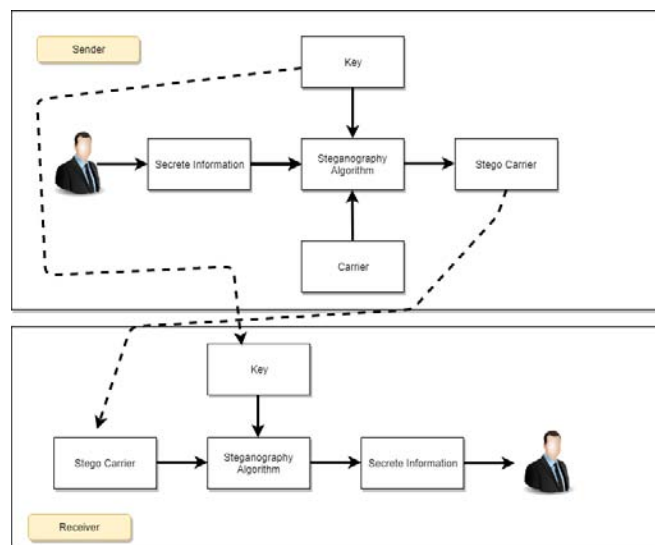 Sender
Key
Secrete Information
Steganography
Algorithm
Stego Carrier
Carrier
Key
Stego Carrier
Steganography
Algorithm
Secrete Information
Receiver